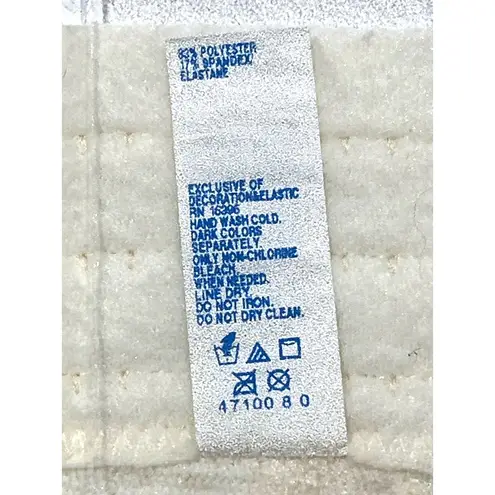 83% POLYESTER
17% SPANDEX/
ELASTANE
EXCLUSIVE OF
DECORATION&ELASTIC
RN 16396
HAND WASH COLD.
DARK COLORS
SEPARATELY.
ONLY NON-CHLORINE
BLEACH
WHEN NEEDED.
LINE DRY.
DO NOT IRON.
DO NOT DRY CLEAN.
47100 8 0